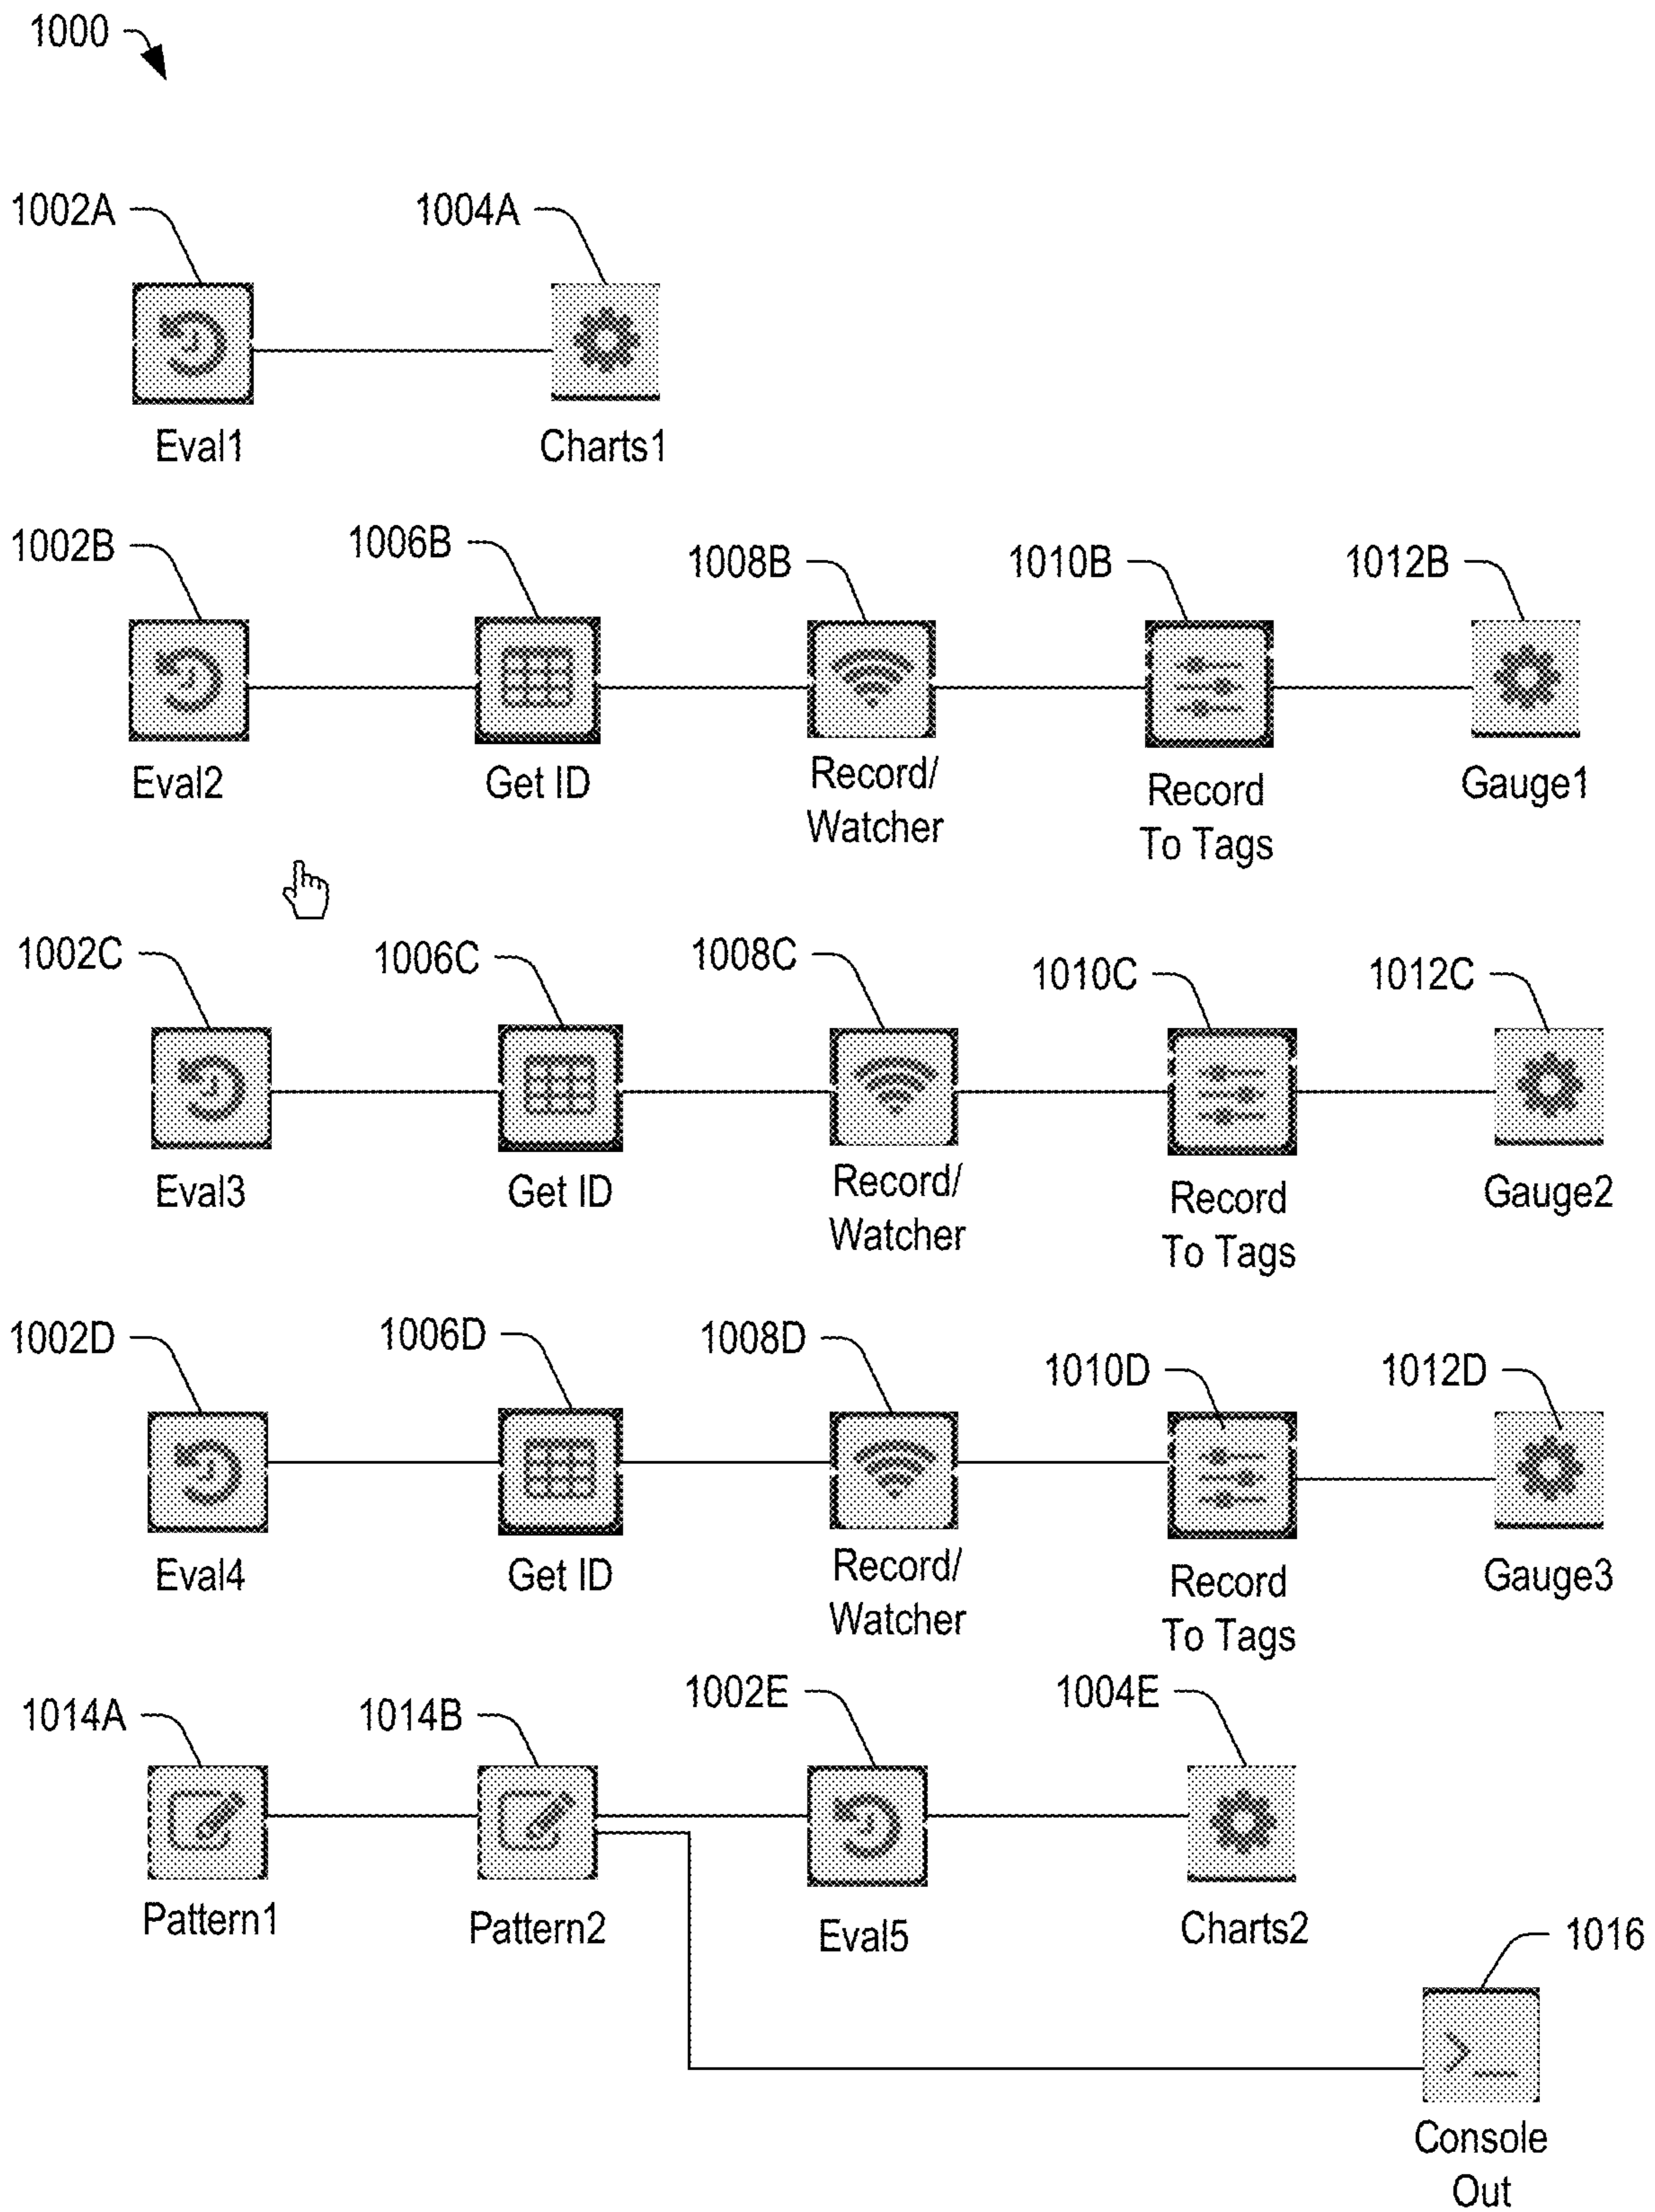 1000
1002A
1004A
Eval1
Charts1
1002B
1006B
1008B
1010B
1012B
Eval2
Get ID
Record/
Watcher
Record
To Tags
Gauge1
1002C
1006C
1008C
1010C
1012C
Eval3
Get ID
Record/
Watcher
Record
To Tags
Gauge2
1002D
1006D
1008D
1010D
1012D
Eval4
Get ID
Record/
Watcher
Record
To Tags
Gauge3
1014A
1014B
1002E
1004E
Pattern1
Pattern2
Eval5
Charts2
1016
Console
Out